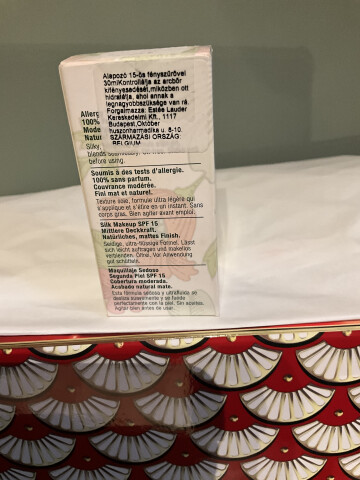 Alapozó 15-ös fényszűrővel
30ml Kontrollálja az arcbőr
kifényesedését, miközben ott
hidratálja, ahol annak a
legnagyobb szüksége van rá.
Forgalmazza: Estée Lauder
Kereskedelmi Kft., 1117
Budapest, Október
huszonharmadika u. 8-10.
SZÁRMAZÁSI ORSZÁG:
BELGIUM
Allerg
100%
Mode
Natur
Silky,
blends
before using.
Soumis à des tests d'allergie.
100% sans parfum.
Couvrance modérée.
Fini mat et naturel.
Texture soie, formule ultra légère qui
s'applique et s'étire en un instant. Sans
corps gras. Bien agiter avant emploi.
Silk Makeup SPF 15
Mittlere Deckkraft.
Natürliches, mattes Finish.
Seidige, ultra-flüssige Formel. Lässt sich
leicht auftragen und makellos
verblenden. Ölfrei. Vor Anwendung
gut schütteln.
Maquillaje Sedoso
Segunda Piel SPF 15
Cobertura moderada.
Acabado natural mate.
Esta fórmula sedosa y ultrafluida se
desliza suavemente y se funde
perfectamente con la piel. Sin aceites.
Agitar bien antes de usar.